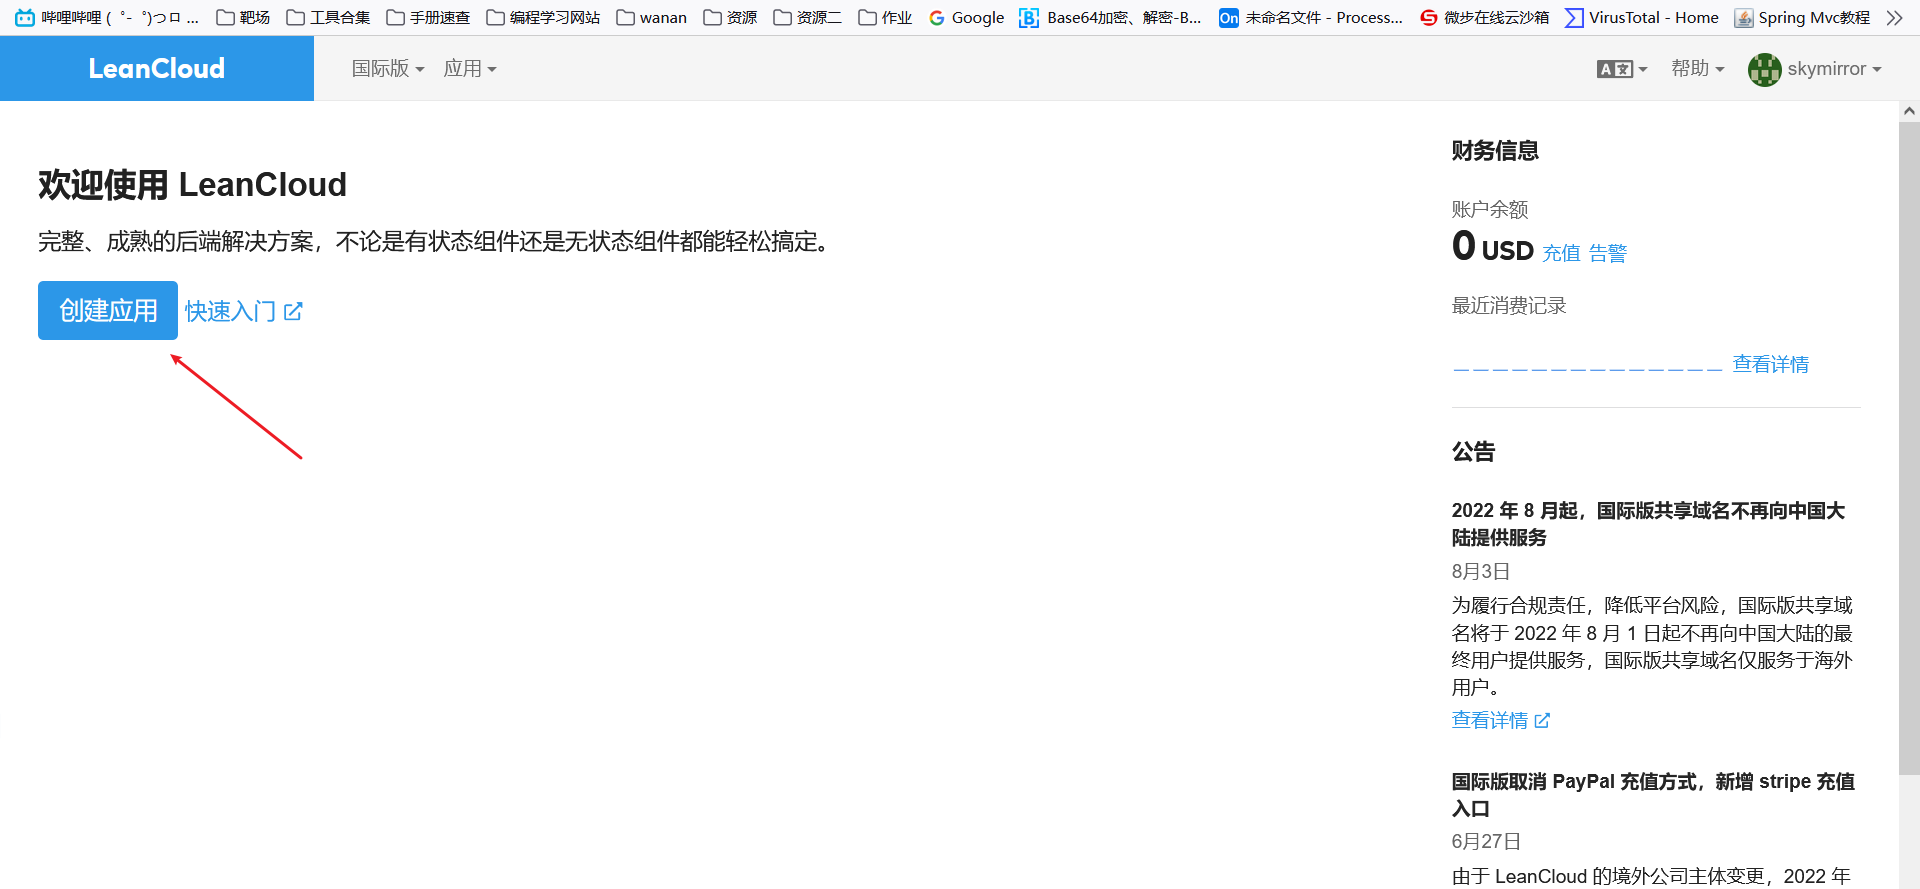 哔哩哔哩 ( ゜- ゜)つロ ... 靶场 工具合集 手册速查 编程学习网站 wanan 资源 资源二 作业 Google Base64加密、解密-B... On 未命名文件 - Process... 微步在线云沙箱 VirusTotal - Home Spring Mvc教程
LeanCloud 国际版 应用 A文 帮助 skymirror
欢迎使用 LeanCloud
完整、成熟的后端解决方案，不论是有状态组件还是无状态组件都能轻松搞定。
创建应用 快速入门
财务信息
账户余额
0 USD 充值 告警
最近消费记录
查看详情
公告
2022 年 8 月起，国际版共享域名不再向中国大
陆提供服务
8月3日
为履行合规责任，降低平台风险，国际版共享域
名将于 2022 年 8 月 1 日起不再向中国大陆的最
终用户提供服务，国际版共享域名仅服务于海外
用户。
查看详情
国际版取消 PayPal 充值方式，新增 stripe 充值
入口
6月27日
由于 LeanCloud 的境外公司主体变更，2022 年